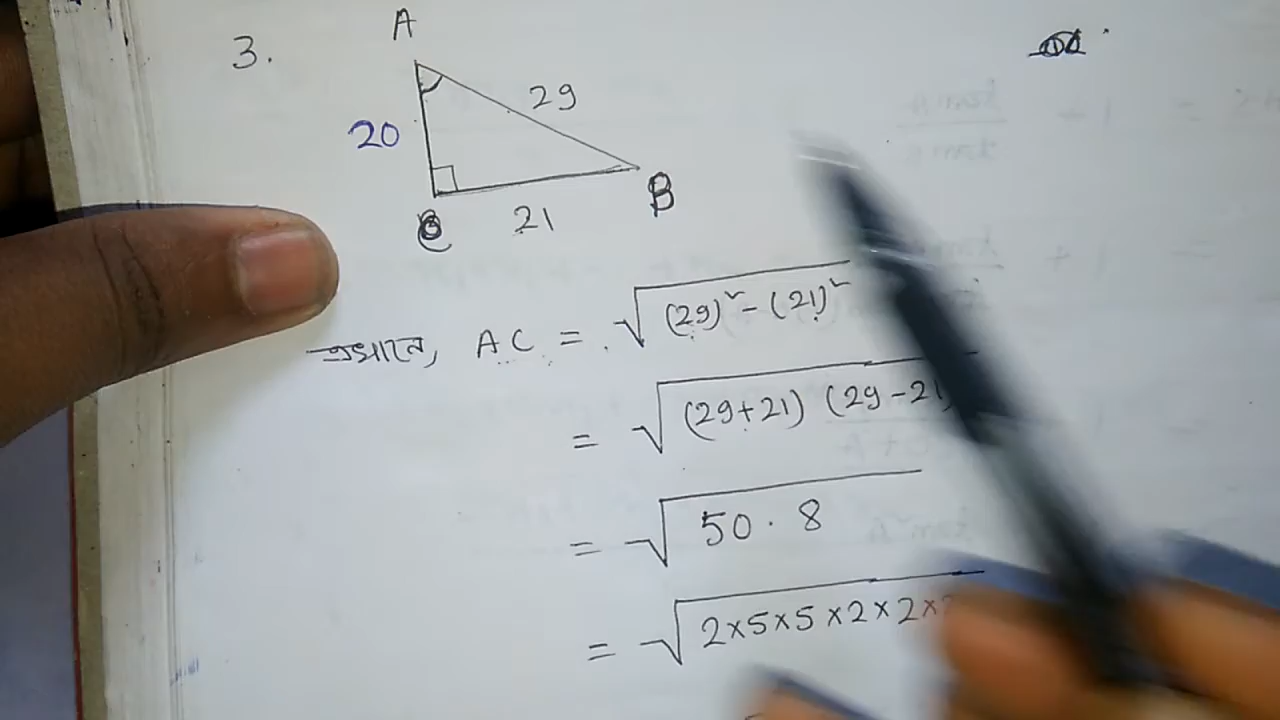 3.
A
29
20
C
21
B
এখানে, AC = √(29)² - (21)²
= √(29+21) (29-21
= √50 · 8
= √2×5×5×2×2×